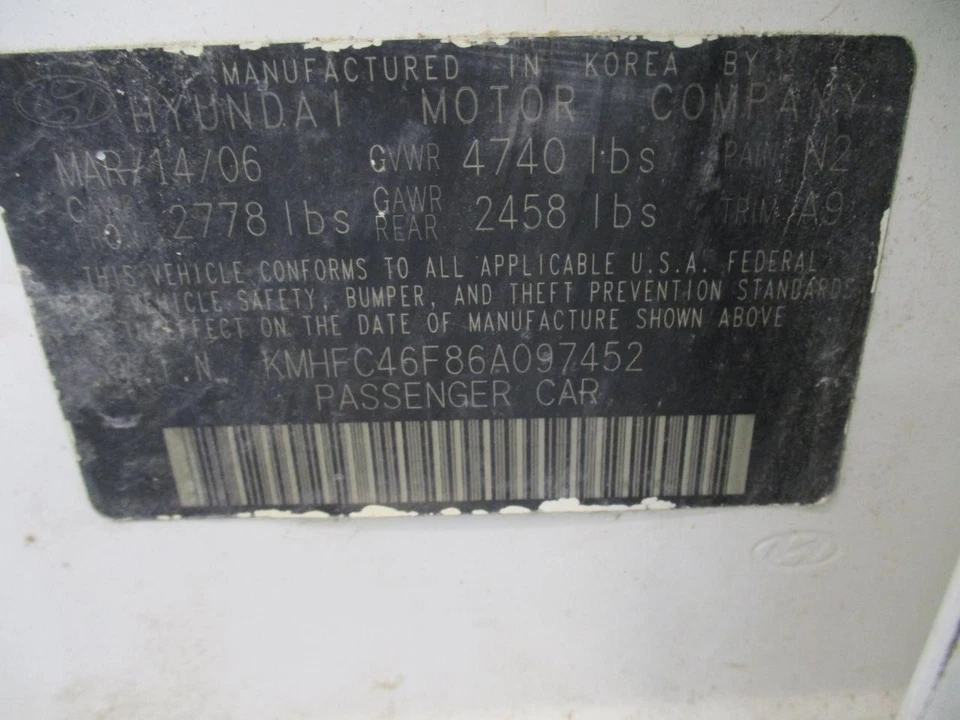 MANUFACTURED IN KOREA BY
HYUNDAI MOTOR COMPANY
MAR/14/06 GVWR 4740 lbs PAINT N2
2778 lbs GAWR REAR 2458 lbs TRIM A9
THIS VEHICLE CONFORMS TO ALL APPLICABLE U.S.A. FEDERAL
VEHICLE SAFETY, BUMPER, AND THEFT PREVENTION STANDARDS
EFFECT ON THE DATE OF MANUFACTURE SHOWN ABOVE
KMHFC46F86A097452
PASSENGER CAR